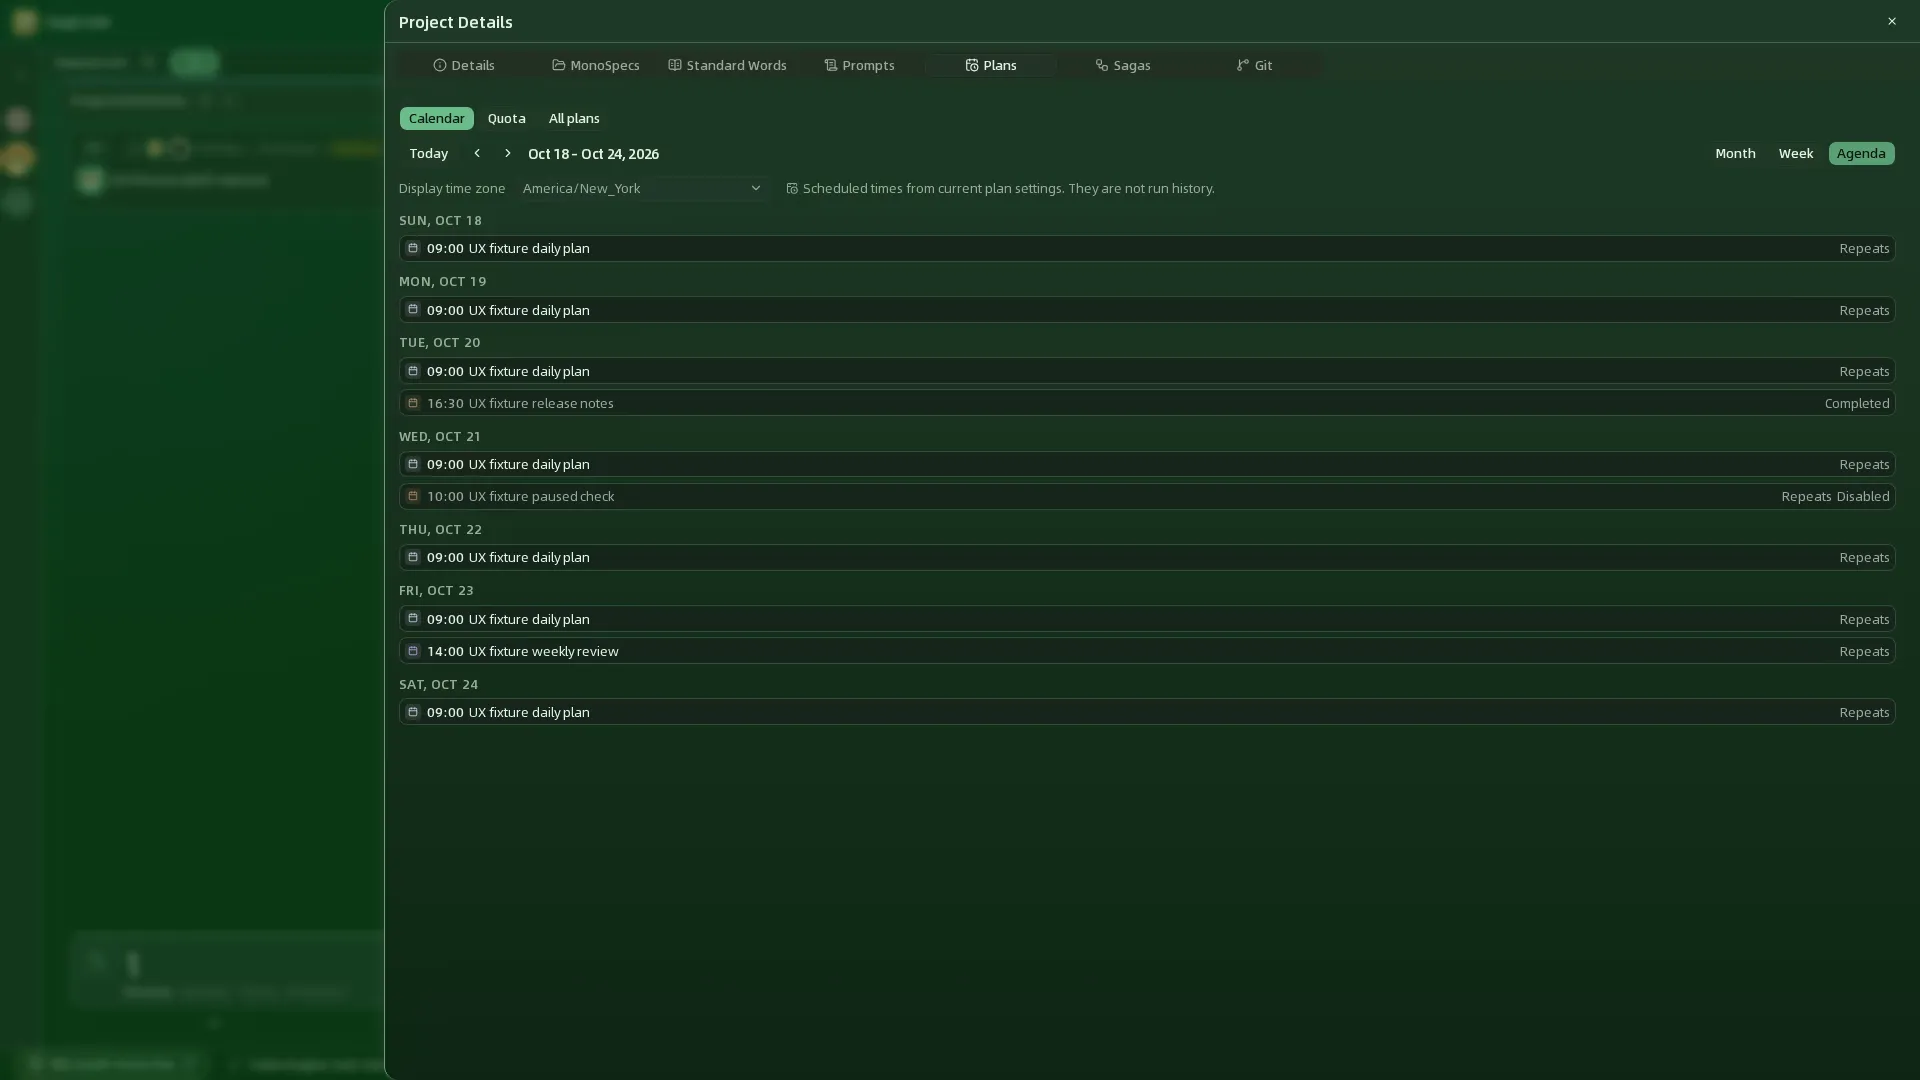 Project Details
Details MonoSpecs Standard Words Prompts Plans Sagas Git
Calendar Quota All plans
Today Oct 18 – Oct 24, 2026 Month Week Agenda
Display time zone America/New_York Scheduled times from current plan settings. They are not run history.
SUN, OCT 18
09:00 UX fixture daily plan Repeats
MON, OCT 19
09:00 UX fixture daily plan Repeats
TUE, OCT 20
09:00 UX fixture daily plan Repeats
16:30 UX fixture release notes Completed
WED, OCT 21
09:00 UX fixture daily plan Repeats
10:00 UX fixture paused check Repeats Disabled
THU, OCT 22
09:00 UX fixture daily plan Repeats
FRI, OCT 23
09:00 UX fixture daily plan Repeats
14:00 UX fixture weekly review Repeats
SAT, OCT 24
09:00 UX fixture daily plan Repeats